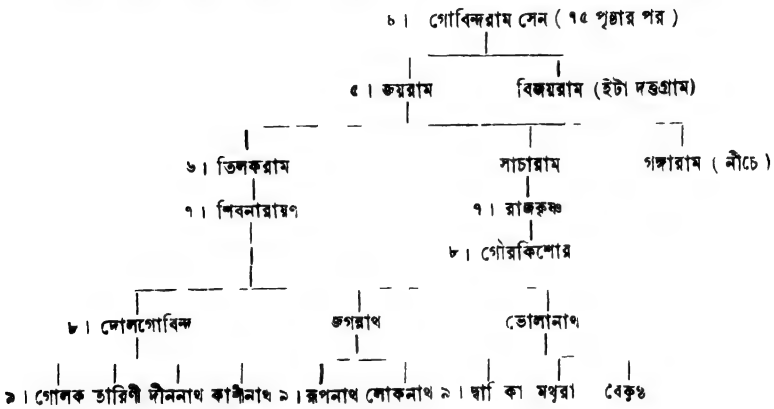 ৮। গোবিন্দরাম সেন ( ৭৫ পৃষ্ঠার পর )
৫। জয়রাম বিজয়রাম (ইটা দত্তগ্রাম)
৬। তিলকরাম সাচারাম গঙ্গারাম ( নীচে )
৭। শিবনারায়ণ ৭। রাজকৃষ্ণ
৮। গৌরকিশোর
৮। দোলগোবিন্দ জগন্নাথ ভোলানাথ
৯। গোলক তারিণী দীননাথ কাশীনাথ ৯। রূপনাথ লোকনাথ ৯। দ্বা কা মথুরা বৈকুণ্ঠ